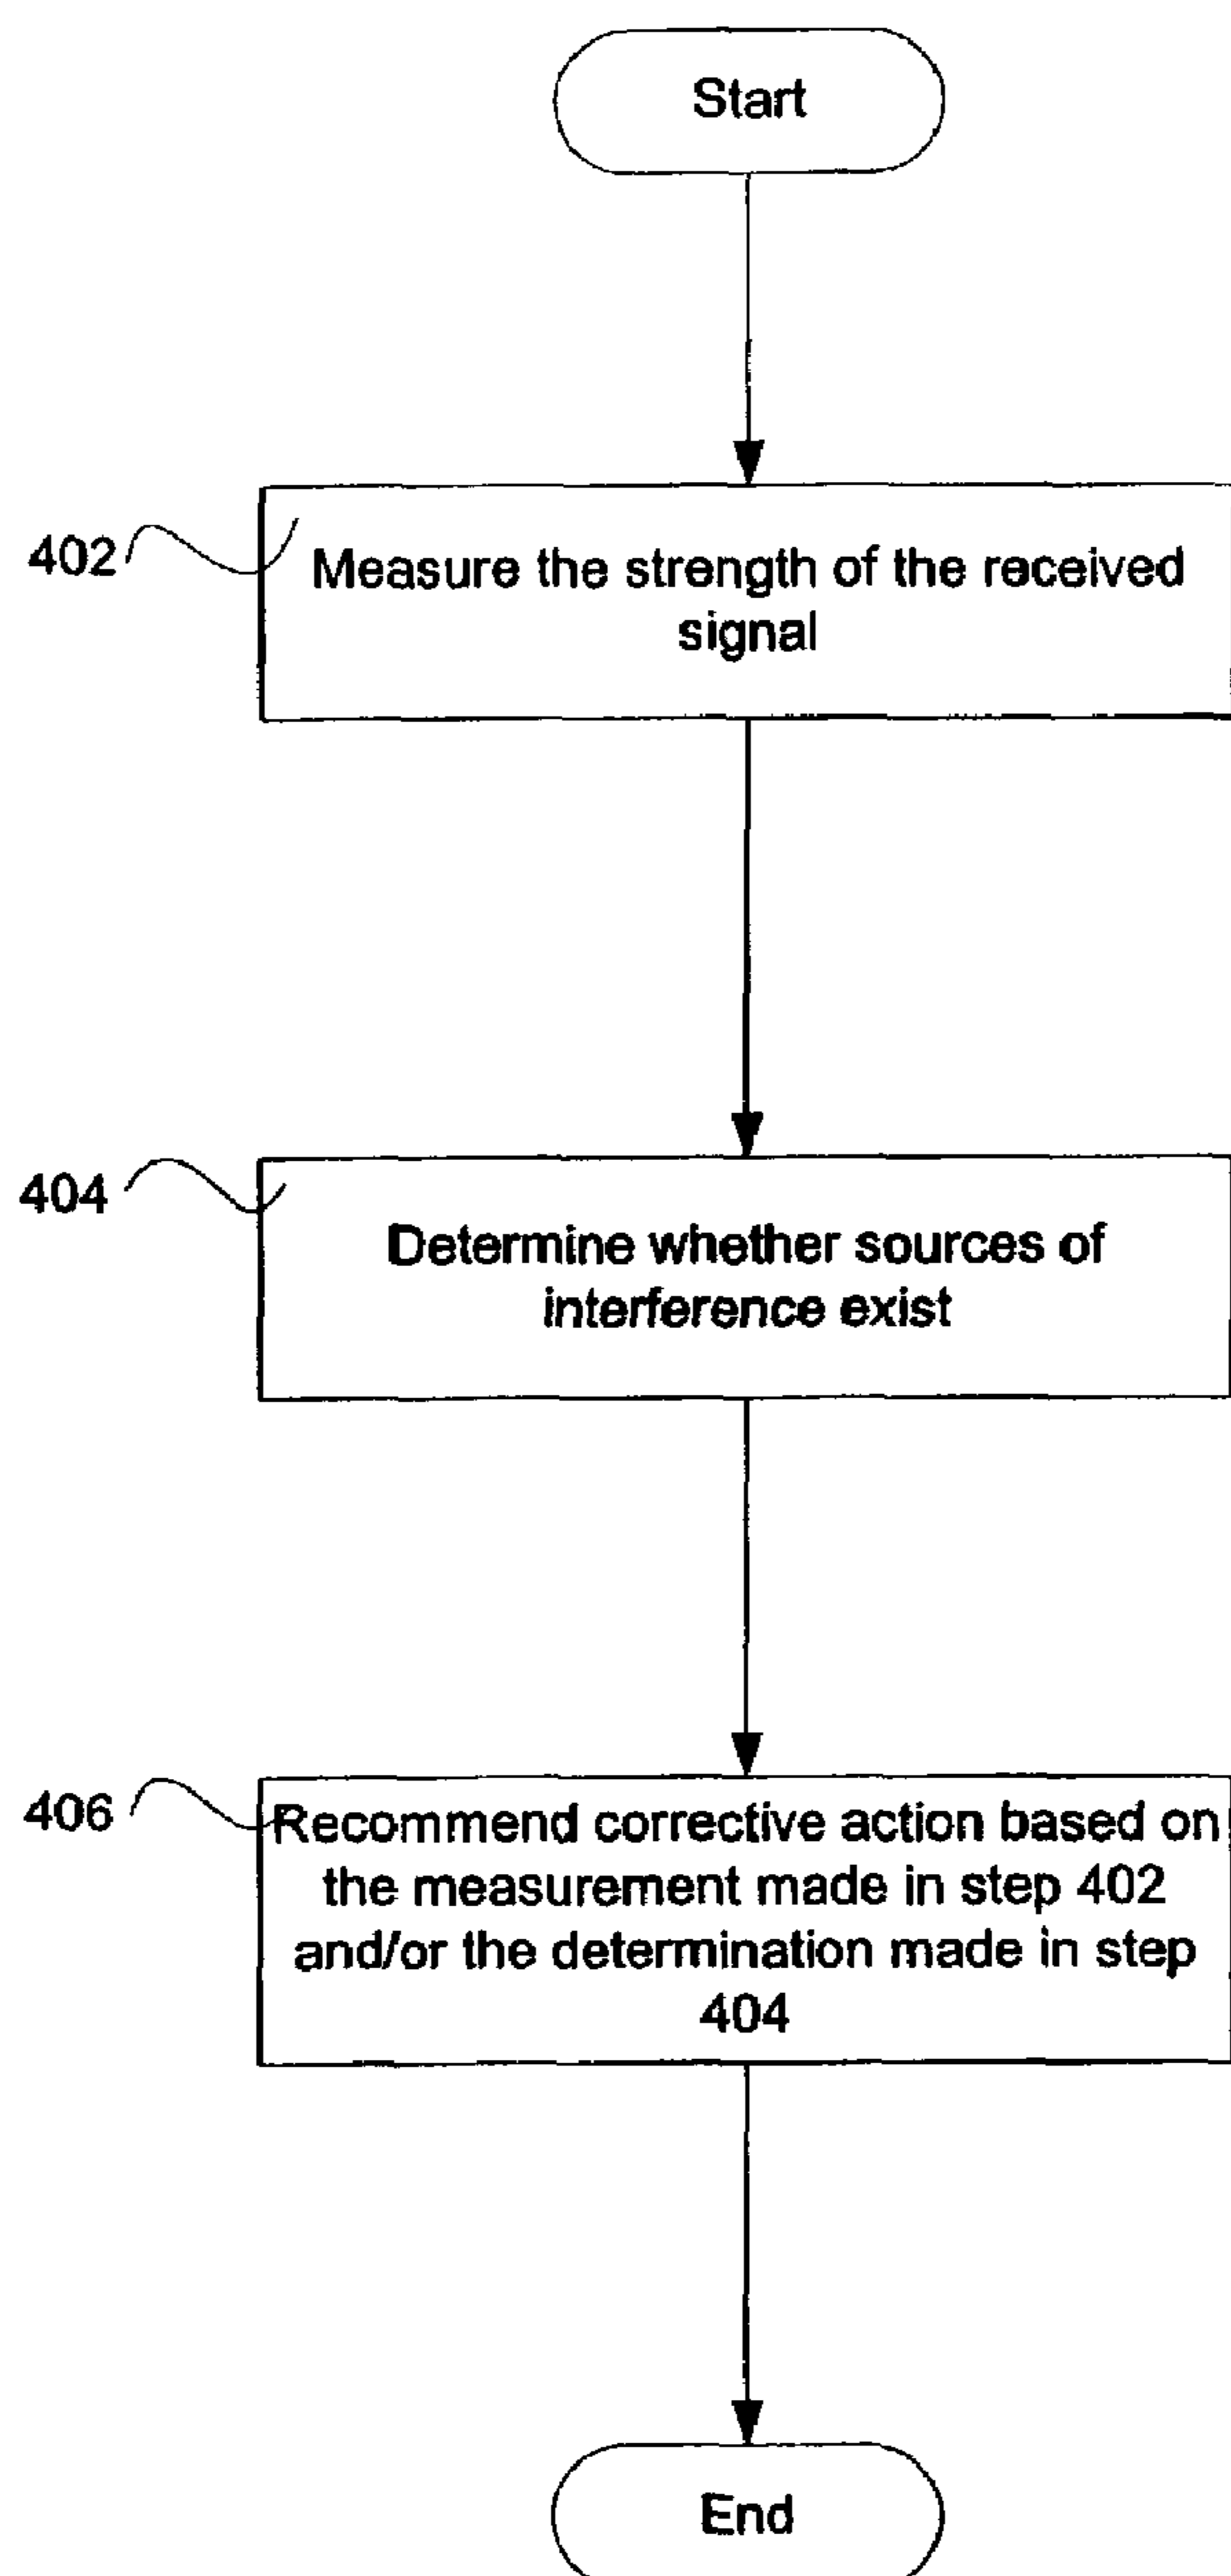 Start
402
Measure the strength of the received
signal
404
Determine whether sources of
interference exist
406
Recommend corrective action based on
the measurement made in step 402
and/or the determination made in step
404
End